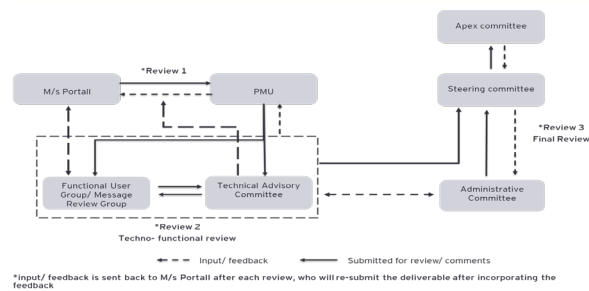 Apex committee
*Review 1
M/s Portall
PMU
Steering committee
*Review 3
Final Review
Functional User
Group/ Message
Review Group
Technical Advisory
Committee
Administrative
Committee
*Review 2
Techno- functional review
Input/ feedback
Submitted for review/ comments
*input/ feedback is sent back to M/s Portall after each review, who will re-submit the deliverable after incorporating the
feedback